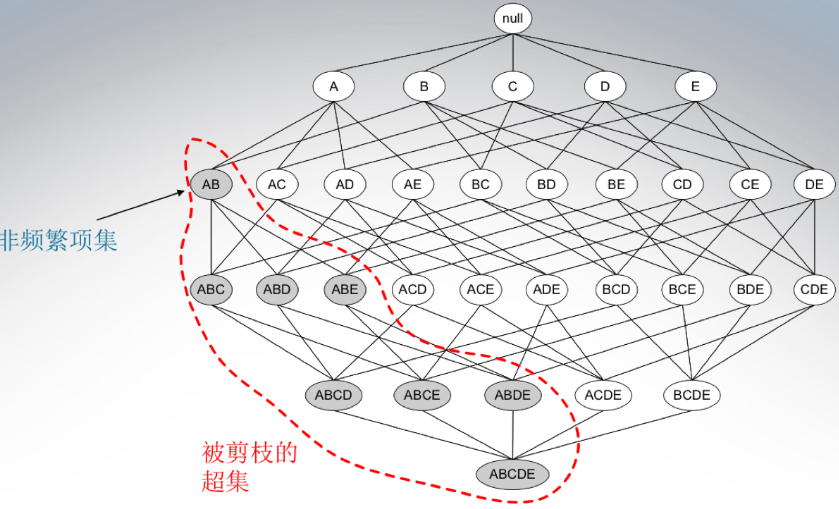 null
A B C D E
AB AC AD AE BC BD BE CD CE DE
非频繁项集
ABC ABD ABE ACD ACE ADE BCD BCE BDE CDE
ABCD ABCE ABDE ACDE BCDE
被剪枝的
超集
ABCDE